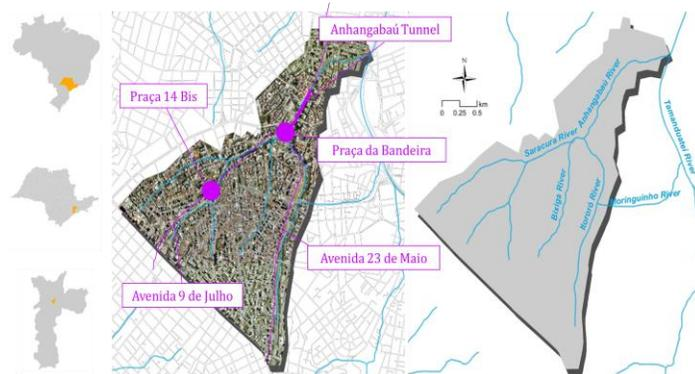 Anhangabaú Tunnel
Praça 14 Bis
Praça da Bandeira
Avenida 23 de Maio
Avenida 9 de Julho
N
0 0.25 0.5 km
Anhangabaú River
Saracura River
Bixiga River
Itororó River
Moringuinho River
Tamanduateí River